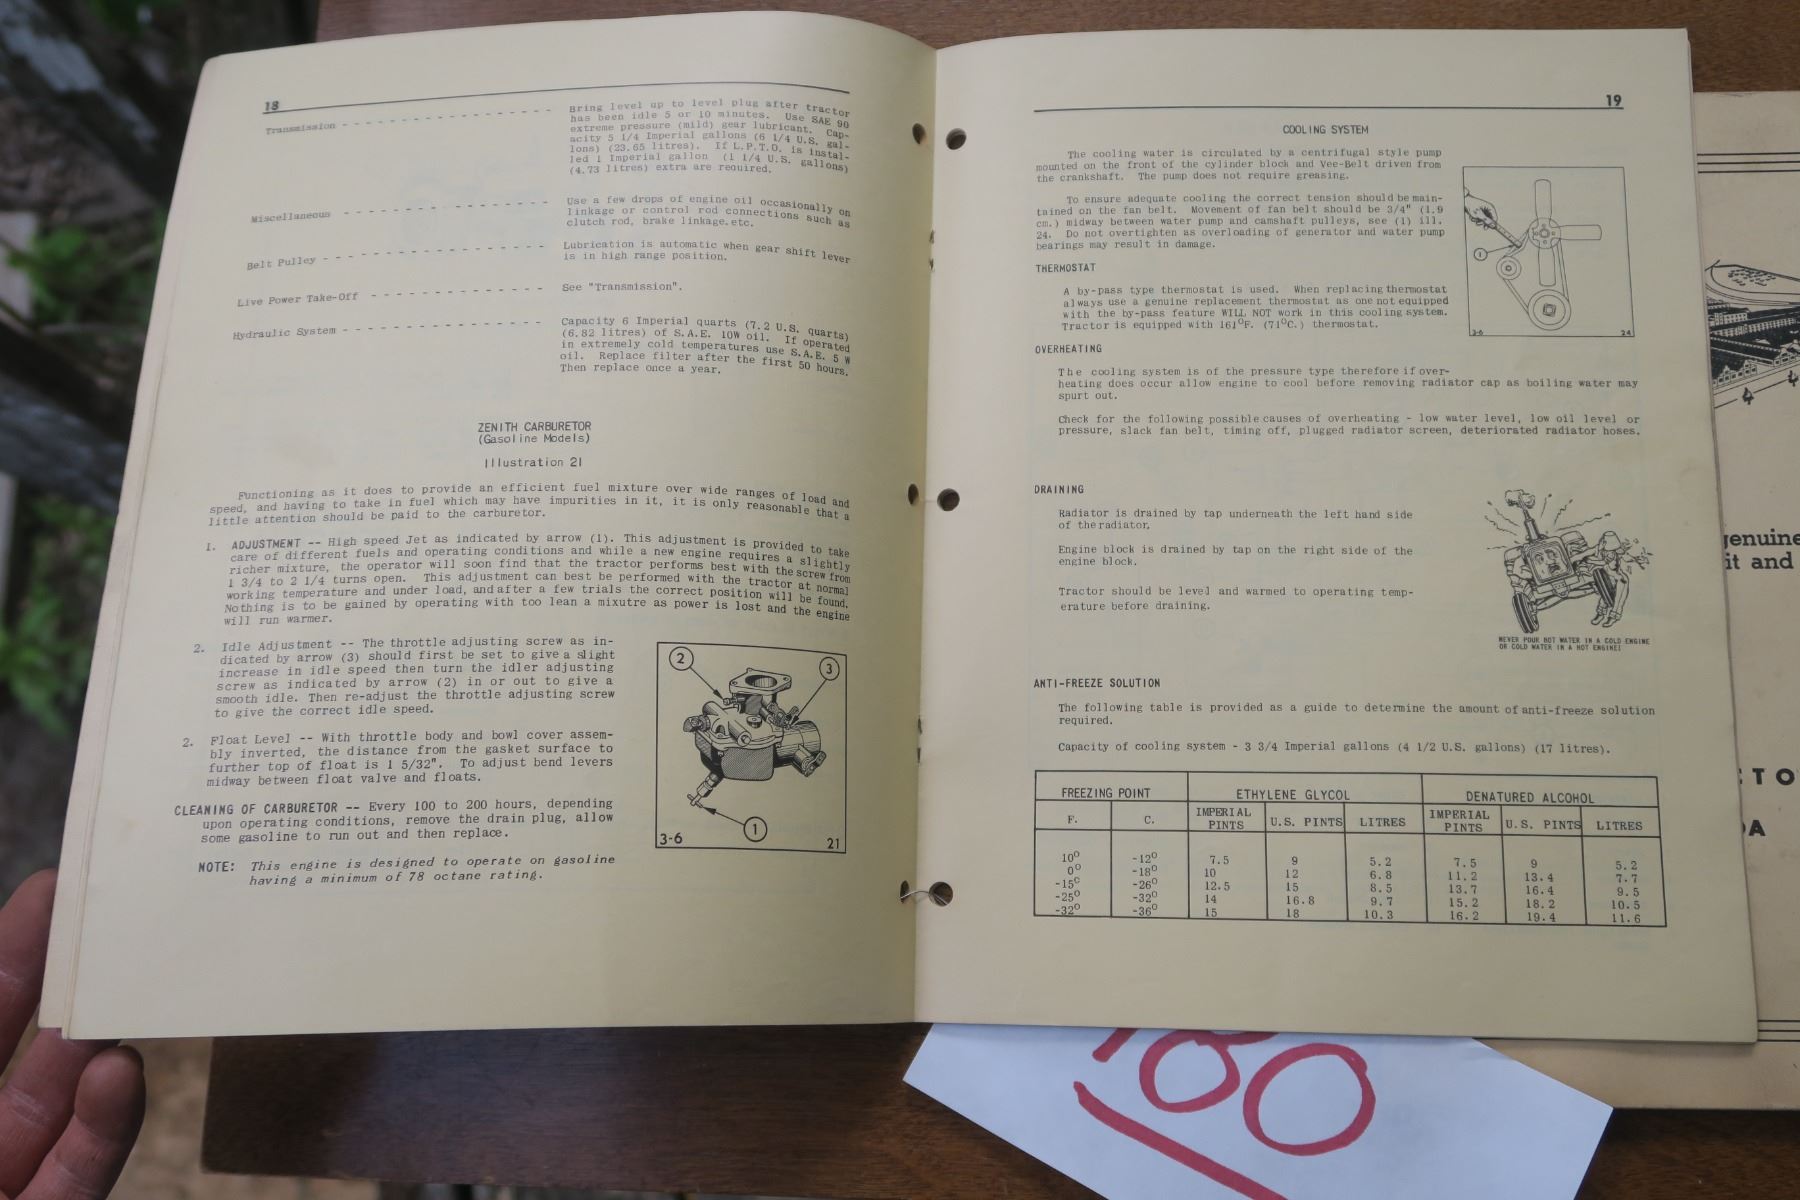 18
Transmission - - - - - - - - - - - - - - - -
Bring level up to level plug after tractor
has been idle 5 or 10 minutes. Use SAE 90
extreme pressure (mild) gear lubricant. Cap-
acity 5 1/4 Imperial gallons (6 1/4 U.S. gal-
lons) (23.65 litres). If L.P.T.O. is instal-
led 1 Imperial gallon (1 1/4 U.S. gallons)
(4.73 litres) extra are required.
Miscellaneous - - - - - - - - - - - - - - -
Use a few drops of engine oil occasionally on
linkage or control rod connections such as
clutch rod, brake linkage.etc.
Belt Pulley - - - - - - - - - - - - - - - -
Lubrication is automatic when gear shift lever
is in high range position.
Live Power Take-Off - - - - - - - - - - - - -
See "Transmission".
Hydraulic System - - - - - - - - - - - - - - -
Capacity 6 Imperial quarts (7.2 U.S. quarts)
(6.82 litres) of S.A.E. 10W oil. If operated
in extremely cold temperatures use S.A.E. 5 W
oil. Replace filter after the first 50 hours.
Then replace once a year.
ZENITH CARBURETOR
(Gasoline Models)
Illustration 21
Functioning as it does to provide an efficient fuel mixture over wide ranges of load and
speed, and having to take in fuel which may have impurities in it, it is only reasonable that a
little attention should be paid to the carburetor.
1. ADJUSTMENT -- High speed Jet as indicated by arrow (1). This adjustment is provided to take
care of different fuels and operating conditions and while a new engine requires a slightly
richer mixture, the operator will soon find that the tractor performs best with the screw from
1 3/4 to 2 1/4 turns open. This adjustment can best be performed with the tractor at normal
working temperature and under load, and after a few trials the correct position will be found.
Nothing is to be gained by operating with too lean a mixutre as power is lost and the engine
will run warmer.
2. Idle Adjustment -- The throttle adjusting screw as in-
dicated by arrow (3) should first be set to give a slight
increase in idle speed then turn the idler adjusting
screw as indicated by arrow (2) in or out to give a
smooth idle. Then re-adjust the throttle adjusting screw
to give the correct idle speed.
2. Float Level -- With throttle body and bowl cover assem-
bly inverted, the distance from the gasket surface to
further top of float is 1 5/32". To adjust bend levers
midway between float valve and floats.
CLEANING OF CARBURETOR -- Every 100 to 200 hours, depending
upon operating conditions, remove the drain plug, allow
some gasoline to run out and then replace.
NOTE: This engine is designed to operate on gasoline
having a minimum of 78 octane rating.
2
3
1
3-6 21
19
COOLING SYSTEM
The cooling water is circulated by a centrifugal style pump
mounted on the front of the cylinder block and Vee-Belt driven from
the crankshaft. The pump does not require greasing.
To ensure adequate cooling the correct tension should be main-
tained on the fan belt. Movement of fan belt should be 3/4" (1.9
cm.) midway between water pump and camshaft pulleys, see (1) ill.
24. Do not overtighten as overloading of generator and water pump
bearings may result in damage.
1
3-6 24
THERMOSTAT
A by-pass type thermostat is used. When replacing thermostat
always use a genuine replacement thermostat as one not equipped
with the by-pass feature WILL NOT work in this cooling system.
Tractor is equipped with 161°F. (71°C.) thermostat.
OVERHEATING
The cooling system is of the pressure type therefore if over-
heating does occur allow engine to cool before removing radiator cap as boiling water may
spurt out.
Check for the following possible causes of overheating - low water level, low oil level or
pressure, slack fan belt, timing off, plugged radiator screen, deteriorated radiator hoses.
DRAINING
Radiator is drained by tap underneath the left hand side
of the radiator.
Engine block is drained by tap on the right side of the
engine block.
Tractor should be level and warmed to operating temp-
erature before draining.
NEVER POUR HOT WATER IN A COLD ENGINE
OR COLD WATER IN A HOT ENGINE!
ANTI-FREEZE SOLUTION
The following table is provided as a guide to determine the amount of anti-freeze solution
required.
Capacity of cooling system - 3 3/4 Imperial gallons (4 1/2 U.S. gallons) (17 litres).
FREEZING POINT ETHYLENE GLYCOL DENATURED ALCOHOL
F. C. IMPERIAL PINTS U.S. PINTS LITRES IMPERIAL PINTS U.S. PINTS LITRES
10° -12° 7.5 9 5.2 7.5 9 5.2
0° -18° 10 12 6.8 11.2 13.4 7.7
-15° -26° 12.5 15 8.5 13.7 16.4 9.5
-25° -32° 14 16.8 9.7 15.2 18.2 10.5
-32° -36° 15 18 10.3 16.2 19.4 11.6
genuine
it and
CTO
DA
180